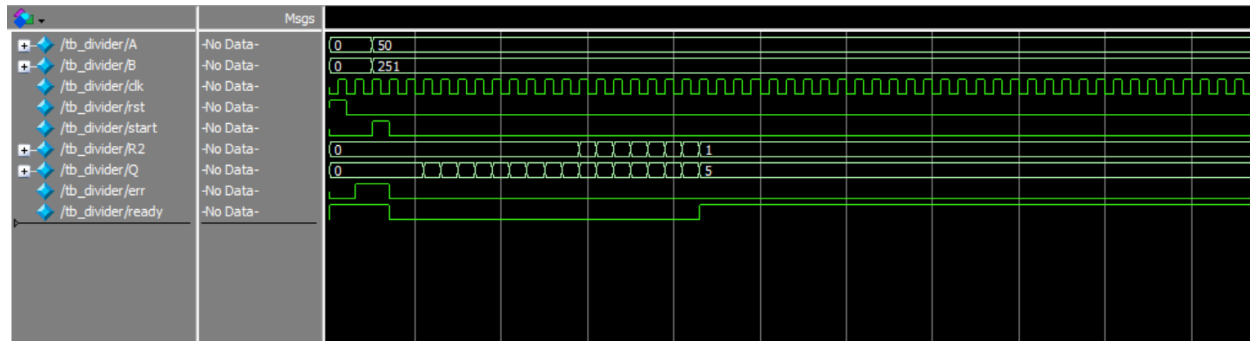 Msgs
/tb_divider/A -No Data- 0 50
/tb_divider/B -No Data- 0 251
/tb_divider/clk -No Data-
/tb_divider/rst -No Data-
/tb_divider/start -No Data-
/tb_divider/R2 -No Data- 0 1
/tb_divider/Q -No Data- 0 5
/tb_divider/err -No Data-
/tb_divider/ready -No Data-